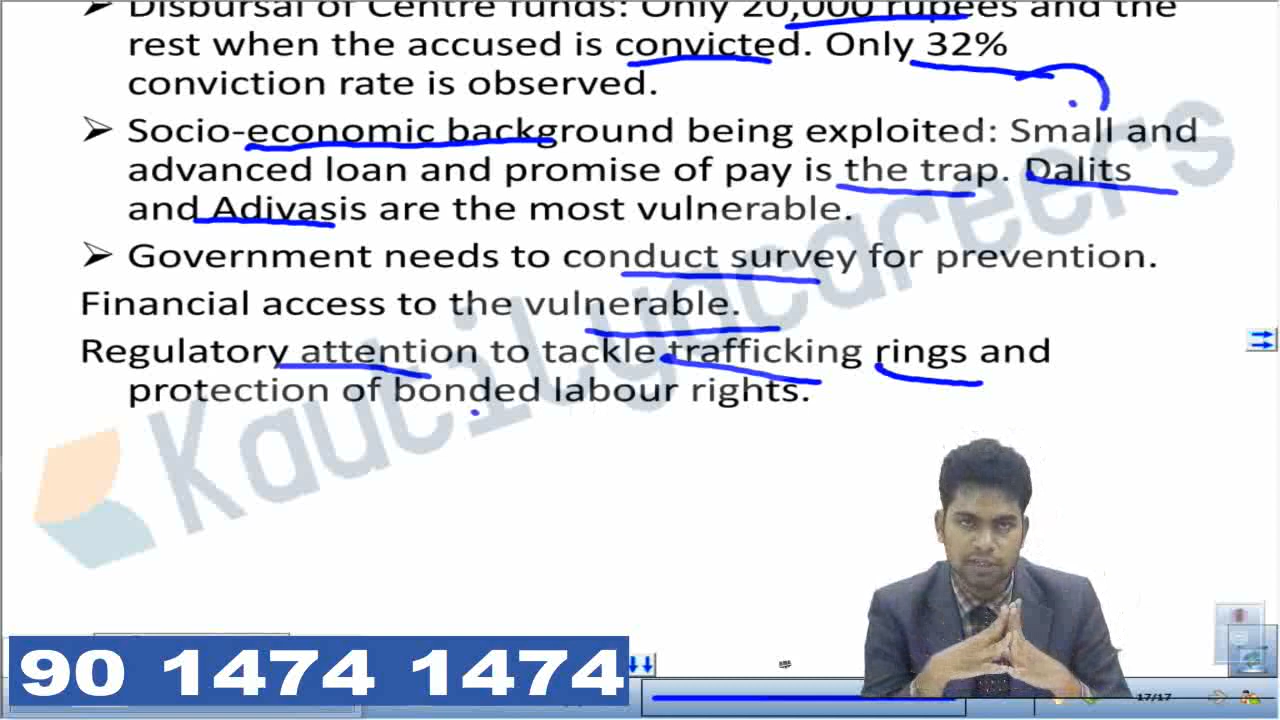 ➢ Disbursal of Centre funds: Only 20,000 rupees and the
rest when the accused is convicted. Only 32%
conviction rate is observed.
➢ Socio-economic background being exploited: Small and
advanced loan and promise of pay is the trap. Dalits
and Adivasis are the most vulnerable.
➢ Government needs to conduct survey for prevention.
Financial access to the vulnerable.
Regulatory attention to tackle trafficking rings and
protection of bonded labour rights.
Kautilyacareers
90 1474 1474
17/17